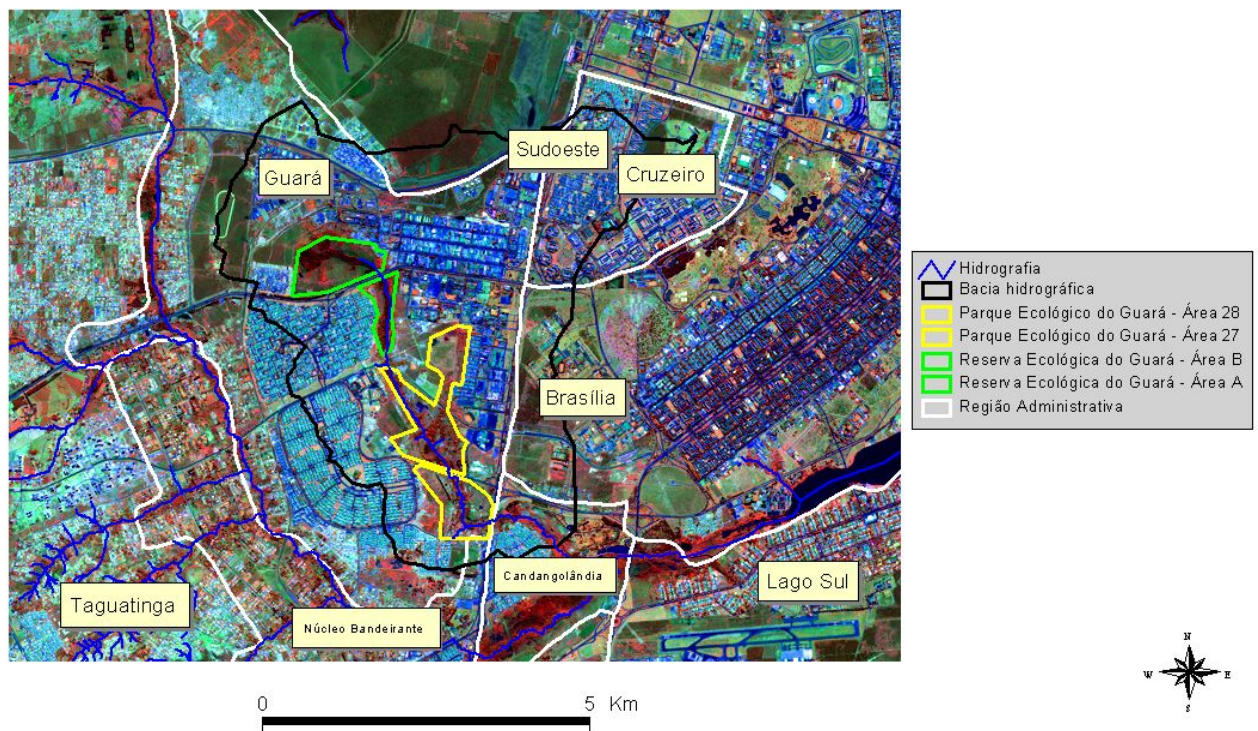 Sudoeste
Guará
Cruzeiro
Brasília
Candangolândia
Lago Sul
Taguatinga
Núcleo Bandeirante
Hidrografia
Bacia hidrográfica
Parque Ecológico do Guará - Área 28
Parque Ecológico do Guará - Área 27
Reserva Ecológica do Guará - Área B
Reserva Ecológica do Guará - Área A
Região Administrativa
N
W E
S
0 5 Km